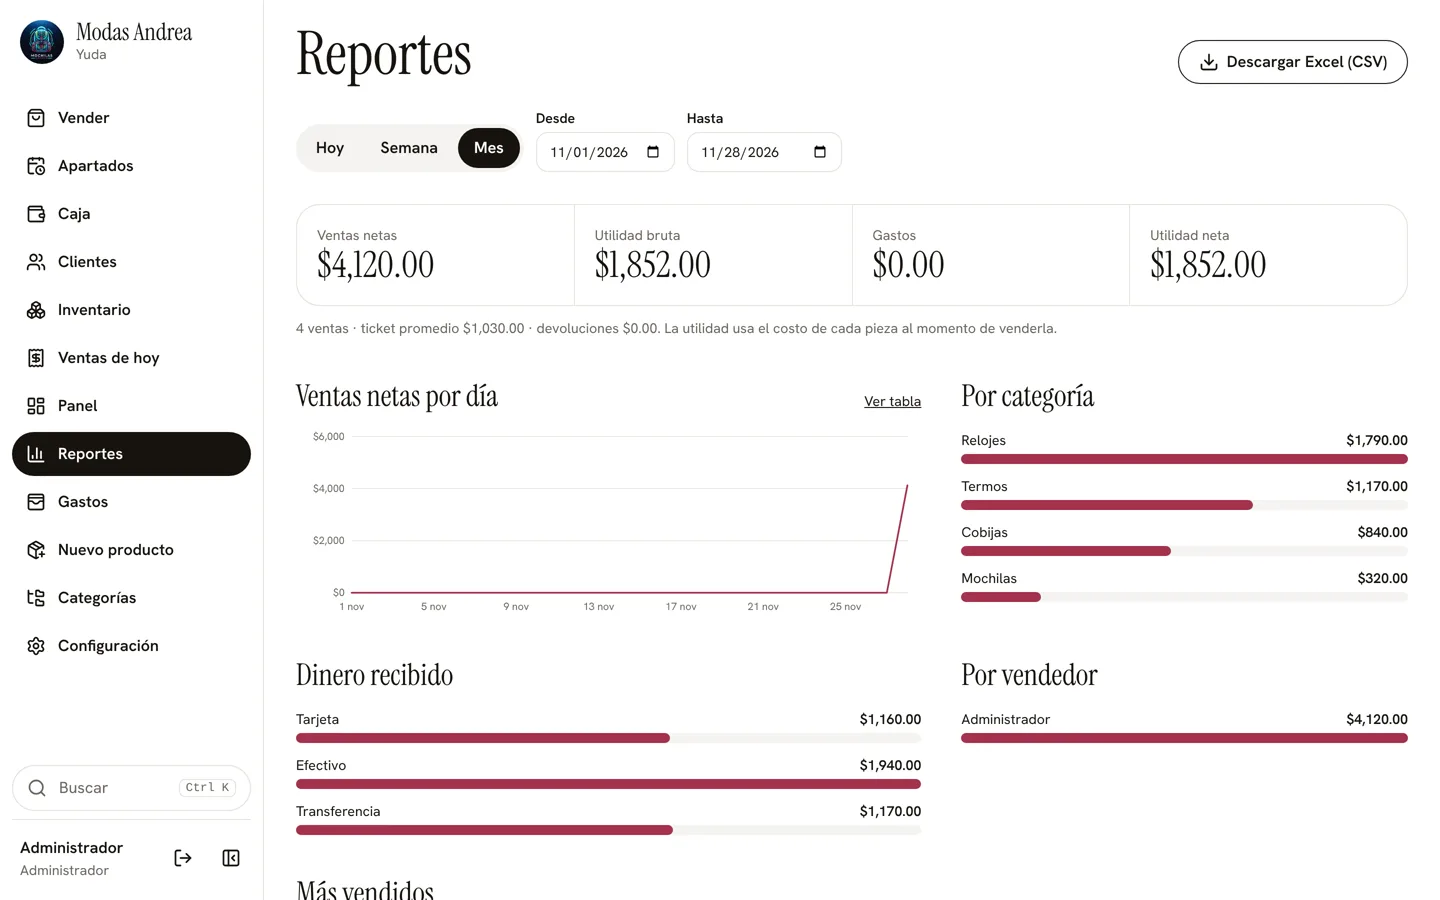 Modas Andrea
Yuda
Vender
Apartados
Caja
Clientes
Inventario
Ventas de hoy
Panel
Reportes
Gastos
Nuevo producto
Categorías
Configuración
Buscar Ctrl K
Administrador
Administrador
Reportes
Descargar Excel (CSV)
Hoy Semana Mes
Desde
11/01/2026
Hasta
11/28/2026
Ventas netas
$4,120.00
Utilidad bruta
$1,852.00
Gastos
$0.00
Utilidad neta
$1,852.00
4 ventas · ticket promedio $1,030.00 · devoluciones $0.00. La utilidad usa el costo de cada pieza al momento de venderla.
Ventas netas por día
Ver tabla
$6,000
$4,000
$2,000
$0
1 nov 5 nov 9 nov 13 nov 17 nov 21 nov 25 nov
Por categoría
Relojes $1,790.00
Termos $1,170.00
Cobijas $840.00
Mochilas $320.00
Dinero recibido
Tarjeta $1,160.00
Efectivo $1,940.00
Transferencia $1,170.00
Por vendedor
Administrador $4,120.00
Más vendidos